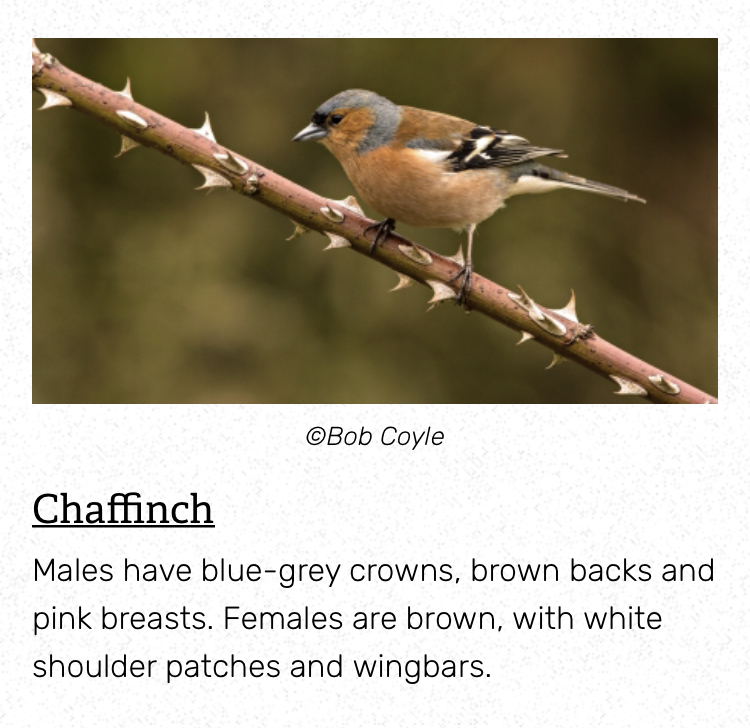 ©Bob Coyle
Chaffinch
Males have blue-grey crowns, brown backs and
pink breasts. Females are brown, with white
shoulder patches and wingbars.